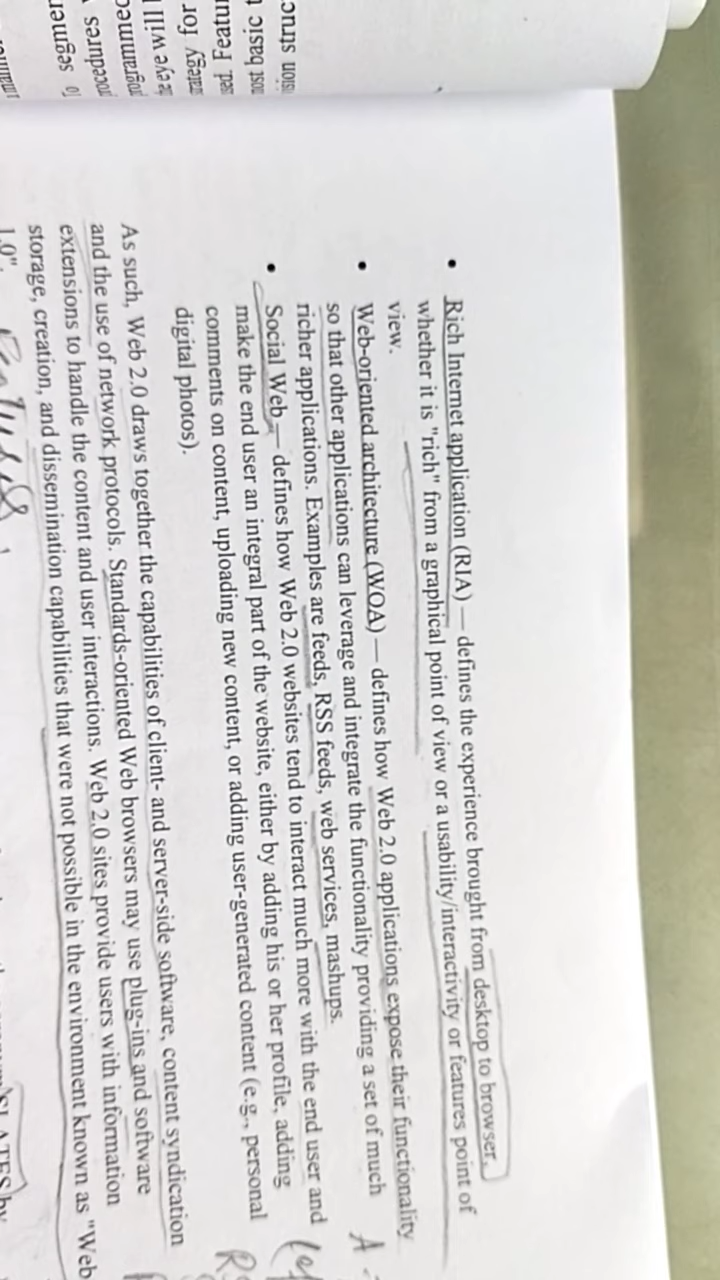 • Rich Internet application (RIA) — defines the experience brought from desktop to browser,
whether it is "rich" from a graphical point of view or a usability/interactivity or features point of
view.
• Web-oriented architecture (WOA) — defines how Web 2.0 applications expose their functionality
so that other applications can leverage and integrate the functionality providing a set of much
richer applications. Examples are feeds, RSS feeds, web services, mashups.
• Social Web — defines how Web 2.0 websites tend to interact much more with the end user and
make the end user an integral part of the website, either by adding his or her profile, adding
comments on content, uploading new content, or adding user-generated content (e.g., personal
digital photos).
As such, Web 2.0 draws together the capabilities of client- and server-side software, content syndication
and the use of network protocols. Standards-oriented Web browsers may use plug-ins and software
extensions to handle the content and user interactions. Web 2.0 sites provide users with information
storage, creation, and dissemination capabilities that were not possible in the environment known as "Web
1.0".